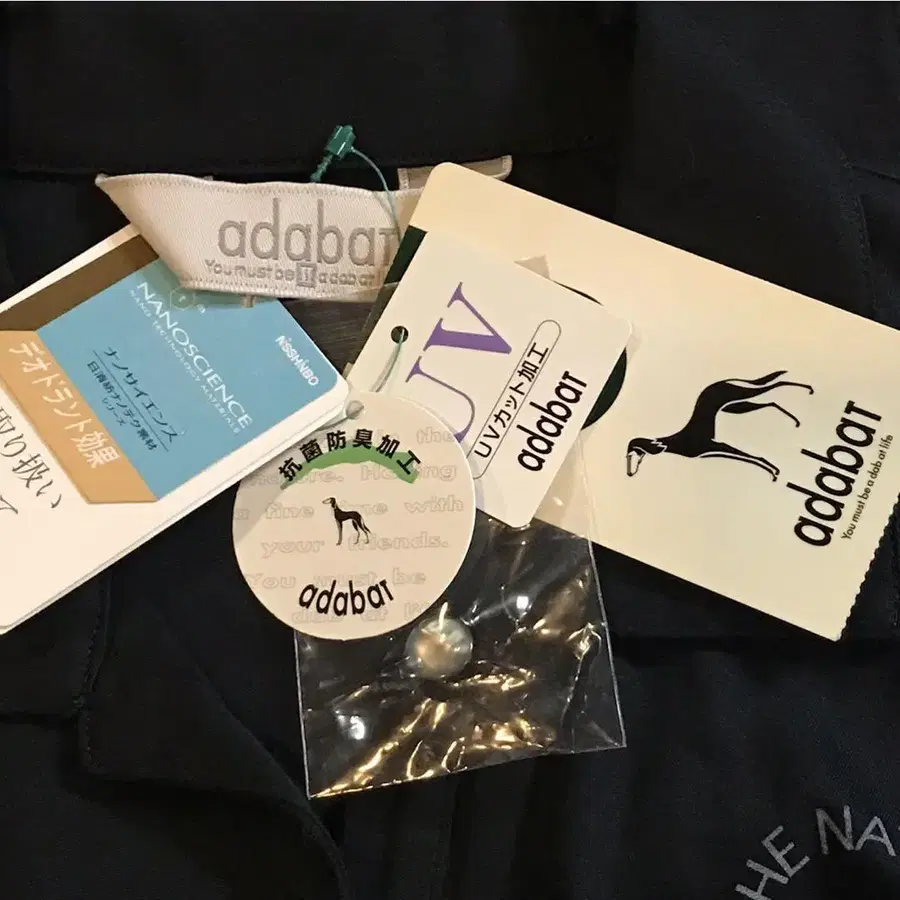 adabat
You must be a dab at
NANOSCIENCE
NANO TECHNOLOGY MATERIALS
ナノサイエンス
日清紡ナノテク素材
シリーズ
NISSHINBO
デオドラント効果
取り扱い
UV
UVカット加工
adabat
adabat
You must be a dab at life
抗菌防臭加工
the
Having
a fine time with
your friends.
You must be
a dab at
adabat
THE NA